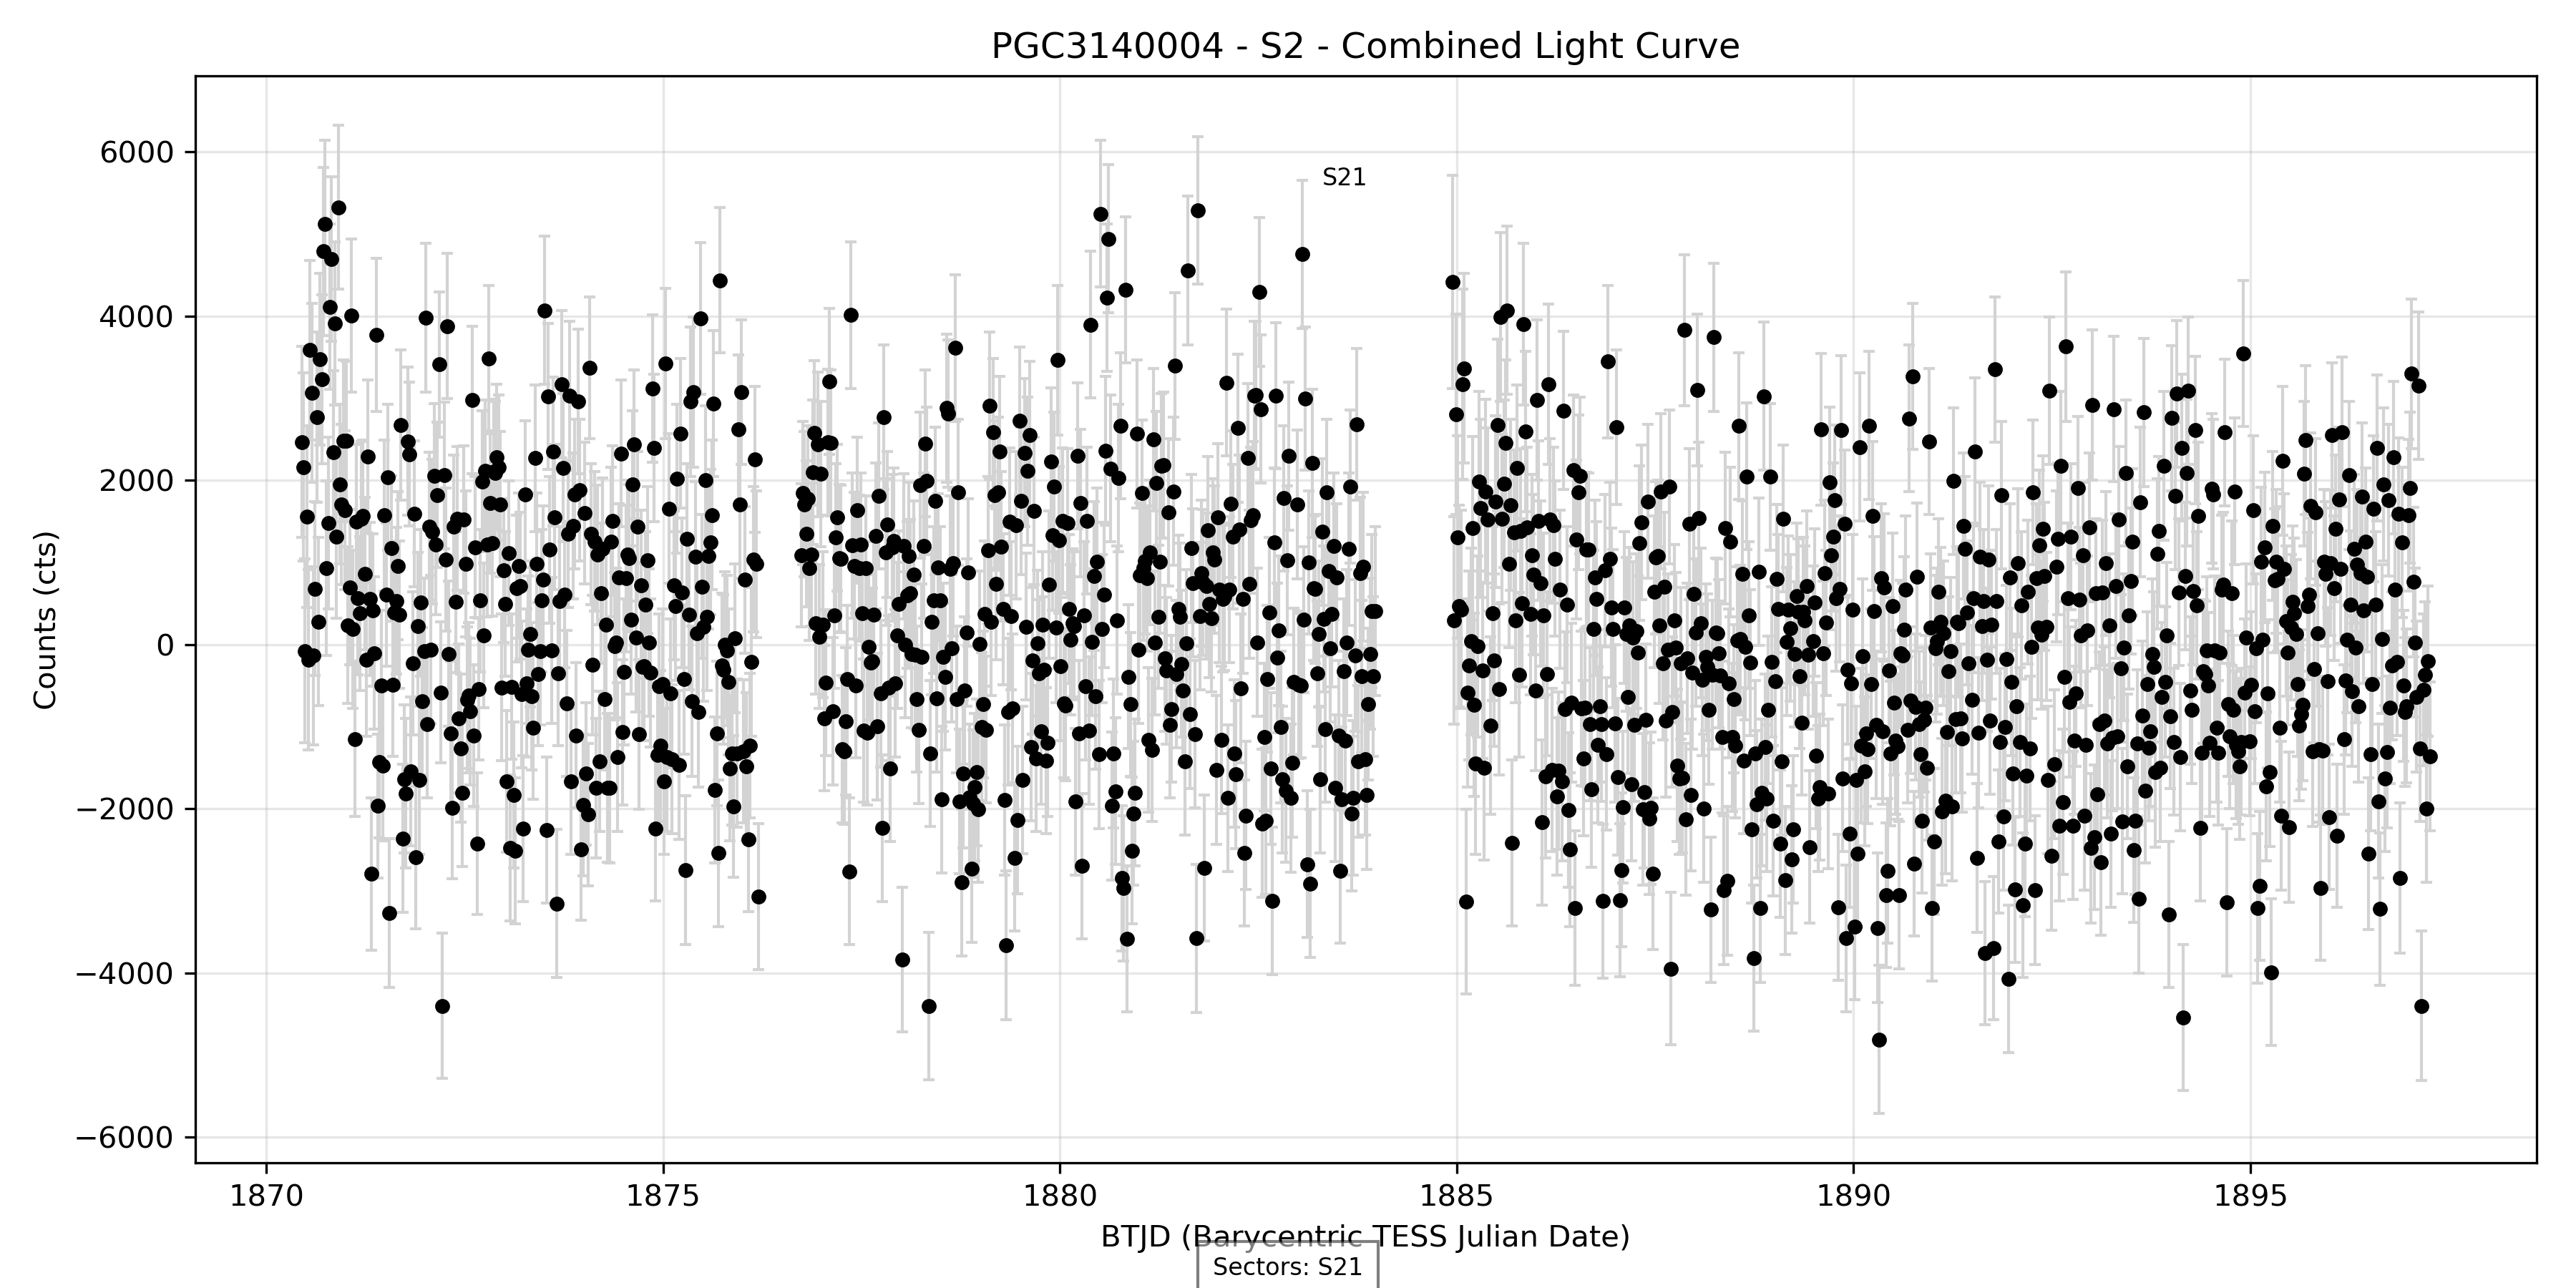 PGC3140004 - S2 - Combined Light Curve
Counts (cts)
6000
4000
2000
0
−2000
−4000
−6000
S21
1870 1875 1880 1885 1890 1895
BTJD (Barycentric TESS Julian Date)
Sectors: S21